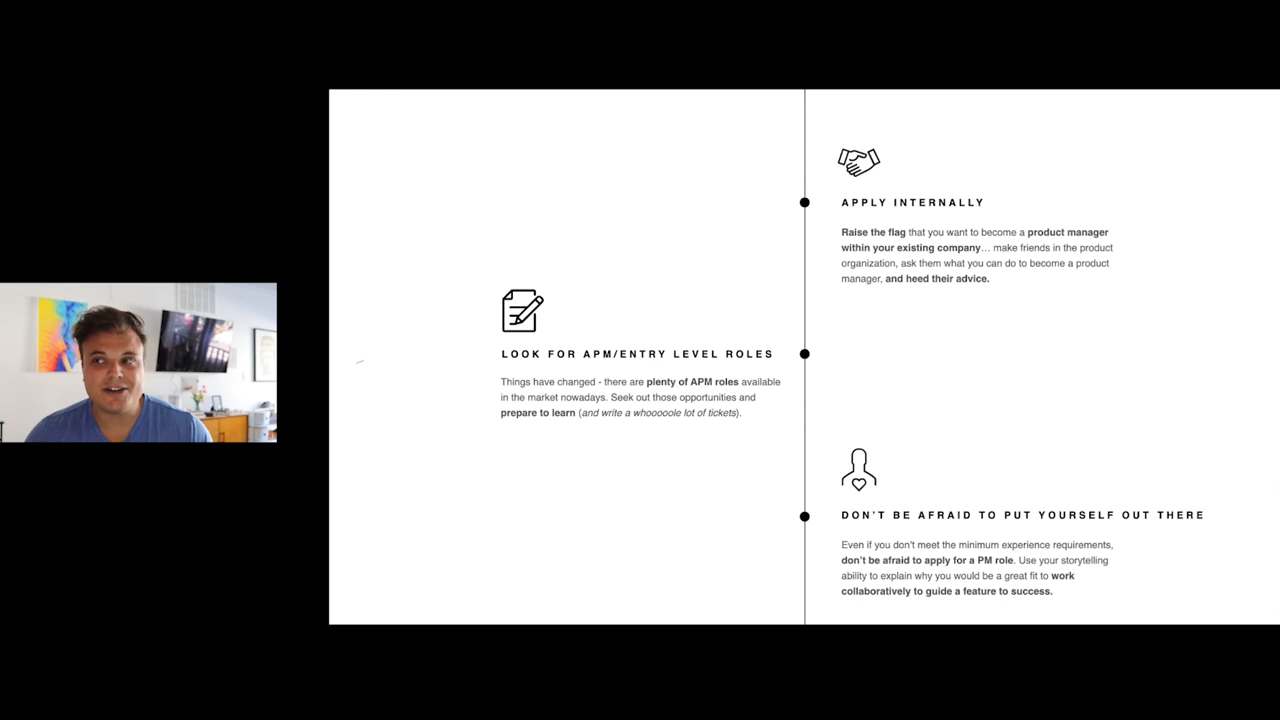 APPLY INTERNALLY
Raise the flag that you want to become a product manager
within your existing company… make friends in the product
organization, ask them what you can do to become a product
manager, and heed their advice.
LOOK FOR APM/ENTRY LEVEL ROLES
Things have changed - there are plenty of APM roles available
in the market nowadays. Seek out those opportunities and
prepare to learn (and write a whooooole lot of tickets).
DON'T BE AFRAID TO PUT YOURSELF OUT THERE
Even if you don't meet the minimum experience requirements,
don't be afraid to apply for a PM role. Use your storytelling
ability to explain why you would be a great fit to work
collaboratively to guide a feature to success.